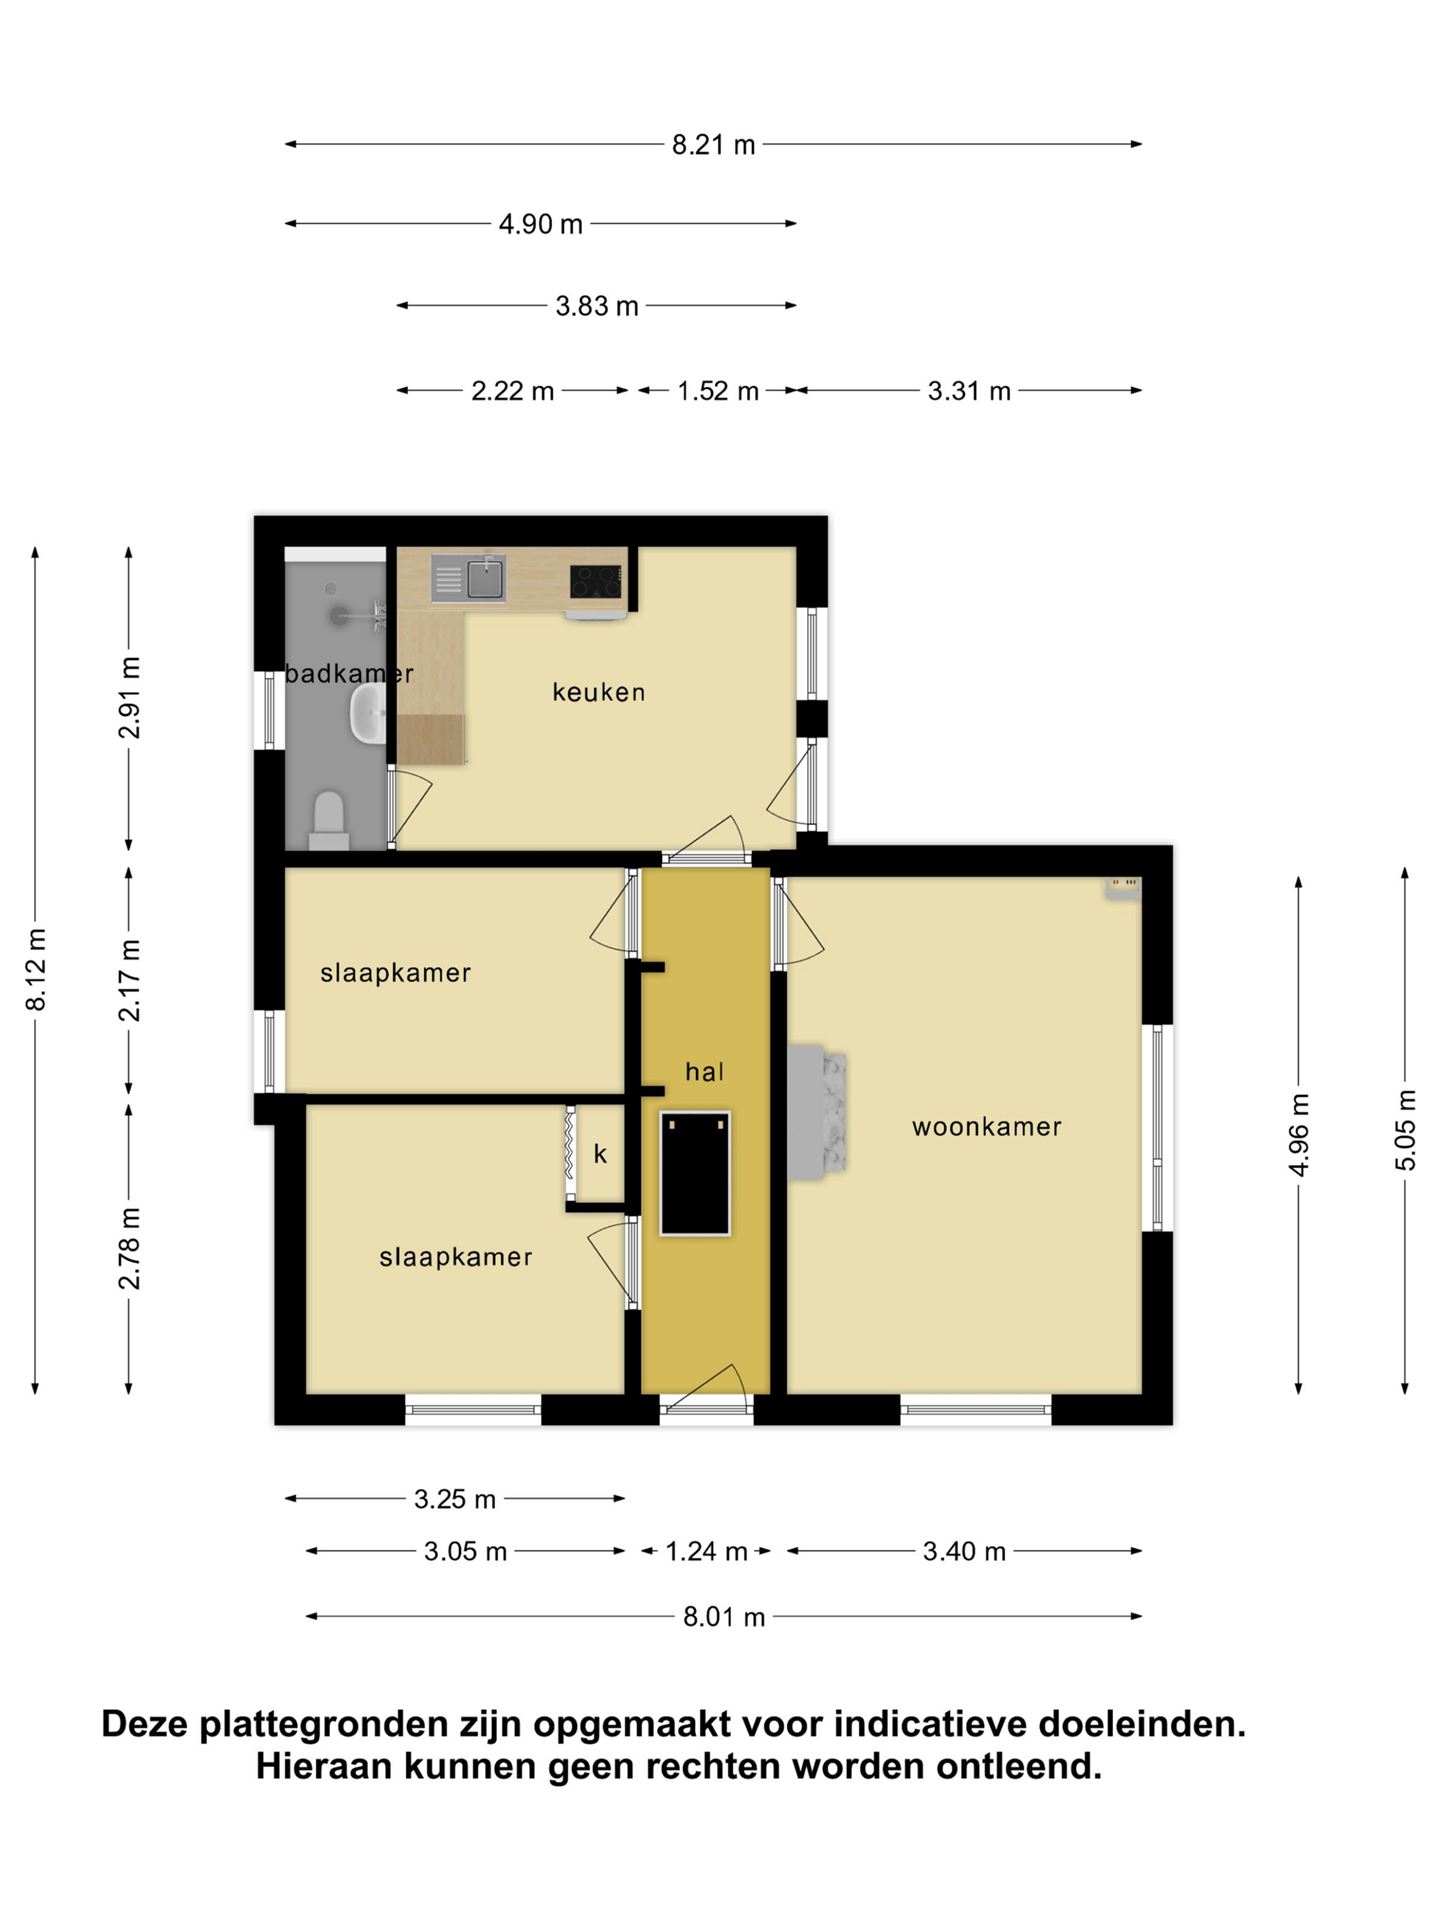 8.21 m
4.90 m
3.83 m
2.22 m
1.52 m
3.31 m
badkamer
keuken
2.91 m
slaapkamer
2.17 m
8.12 m
hal
woonkamer
k
slaapkamer
2.78 m
4.96 m
5.05 m
3.25 m
3.05 m
1.24 m
3.40 m
8.01 m
Deze plattegronden zijn opgemaakt voor indicatieve doeleinden.
Hieraan kunnen geen rechten worden ontleend.